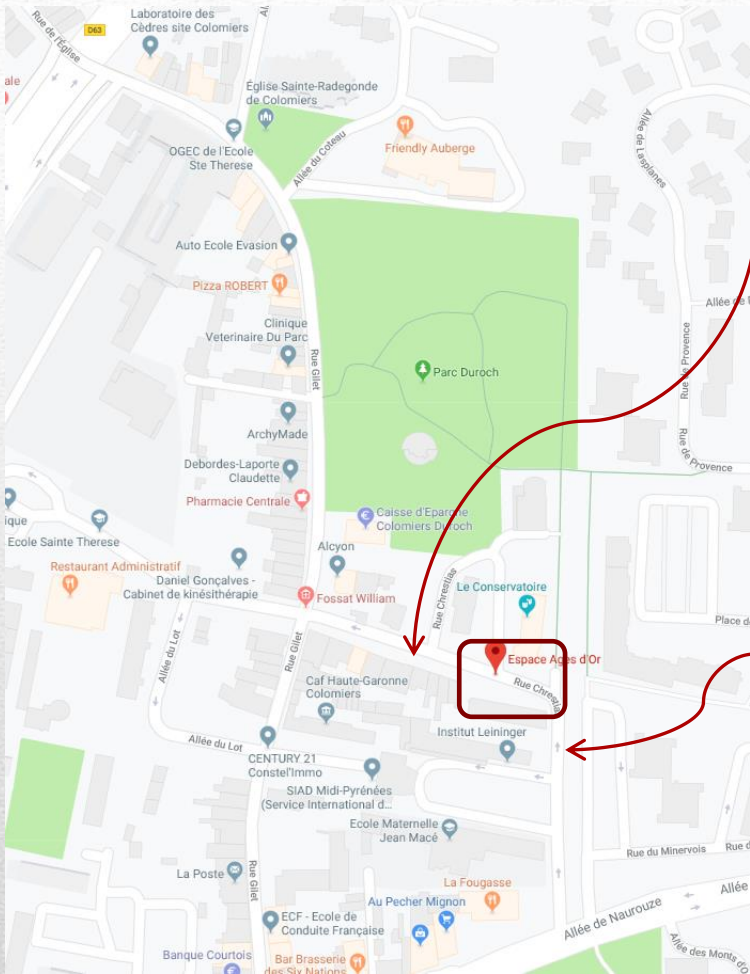 Laboratoire des
Cèdres site Colomiers
Rue de l'Église
D63
Al.
ale
Église Sainte-Radegonde
de Colomiers
OGEC de l'Ecole
Ste Therese
Allée du Coteau
Friendly Auberge
Allée de Lasplanes
Auto Ecole Evasion
Pizza ROBERT
Clinique
Veterinaire Du Parc
Rue Gilet
Parc Duroch
Rue de Provence
Rue de Provence
ArchyMade
Debordes-Laporte
Claudette
Pharmacie Centrale
Caisse d'Epargne
Colomiers Duroch
ique
Ecole Sainte Therese
Alcyon
Restaurant Administratif
Daniel Gonçalves -
Cabinet de kinésithérapie
Fossat William
Rue Chrestias
Le Conservatoire
Place d
Allée du Lot
Rue Gilet
Espace Ages d'Or
Rue Chrestias
Caf Haute-Garonne
Colomiers
Institut Leininger
Allée du Lot
CENTURY 21
Constel'Immo
SIAD Midi-Pyrénées
(Service International d...
Ecole Maternelle
Jean Macé
Rue du Minervois
Rue d
La Poste
Rue Gilet
La Fougasse
Au Pecher Mignon
Allée de Naurouze
Allée
ECF - Ecole de
Conduite Française
Allée des Monts d
Banque Courtois
Bar Brasserie
des Six Nations